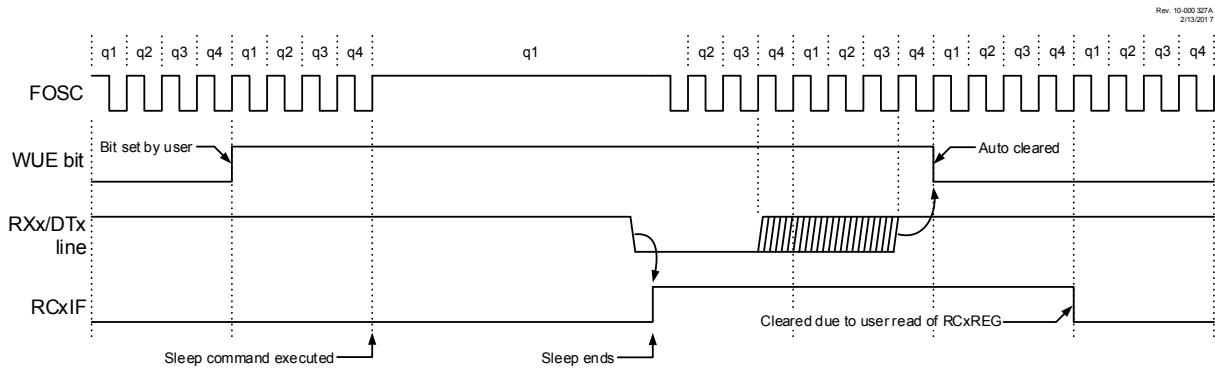 Rev. 10-000327A
2/13/2017
q1 q2 q3 q4 q1 q2 q3 q4 q1 q2 q3 q4 q1 q2 q3 q4 q1 q2 q3 q4 q1 q2 q3 q4
FOSC
WUE bit
Bit set by user
Auto cleared
RXx/DTx
line
RCxIF
Cleared due to user read of RCxREG
Sleep command executed
Sleep ends